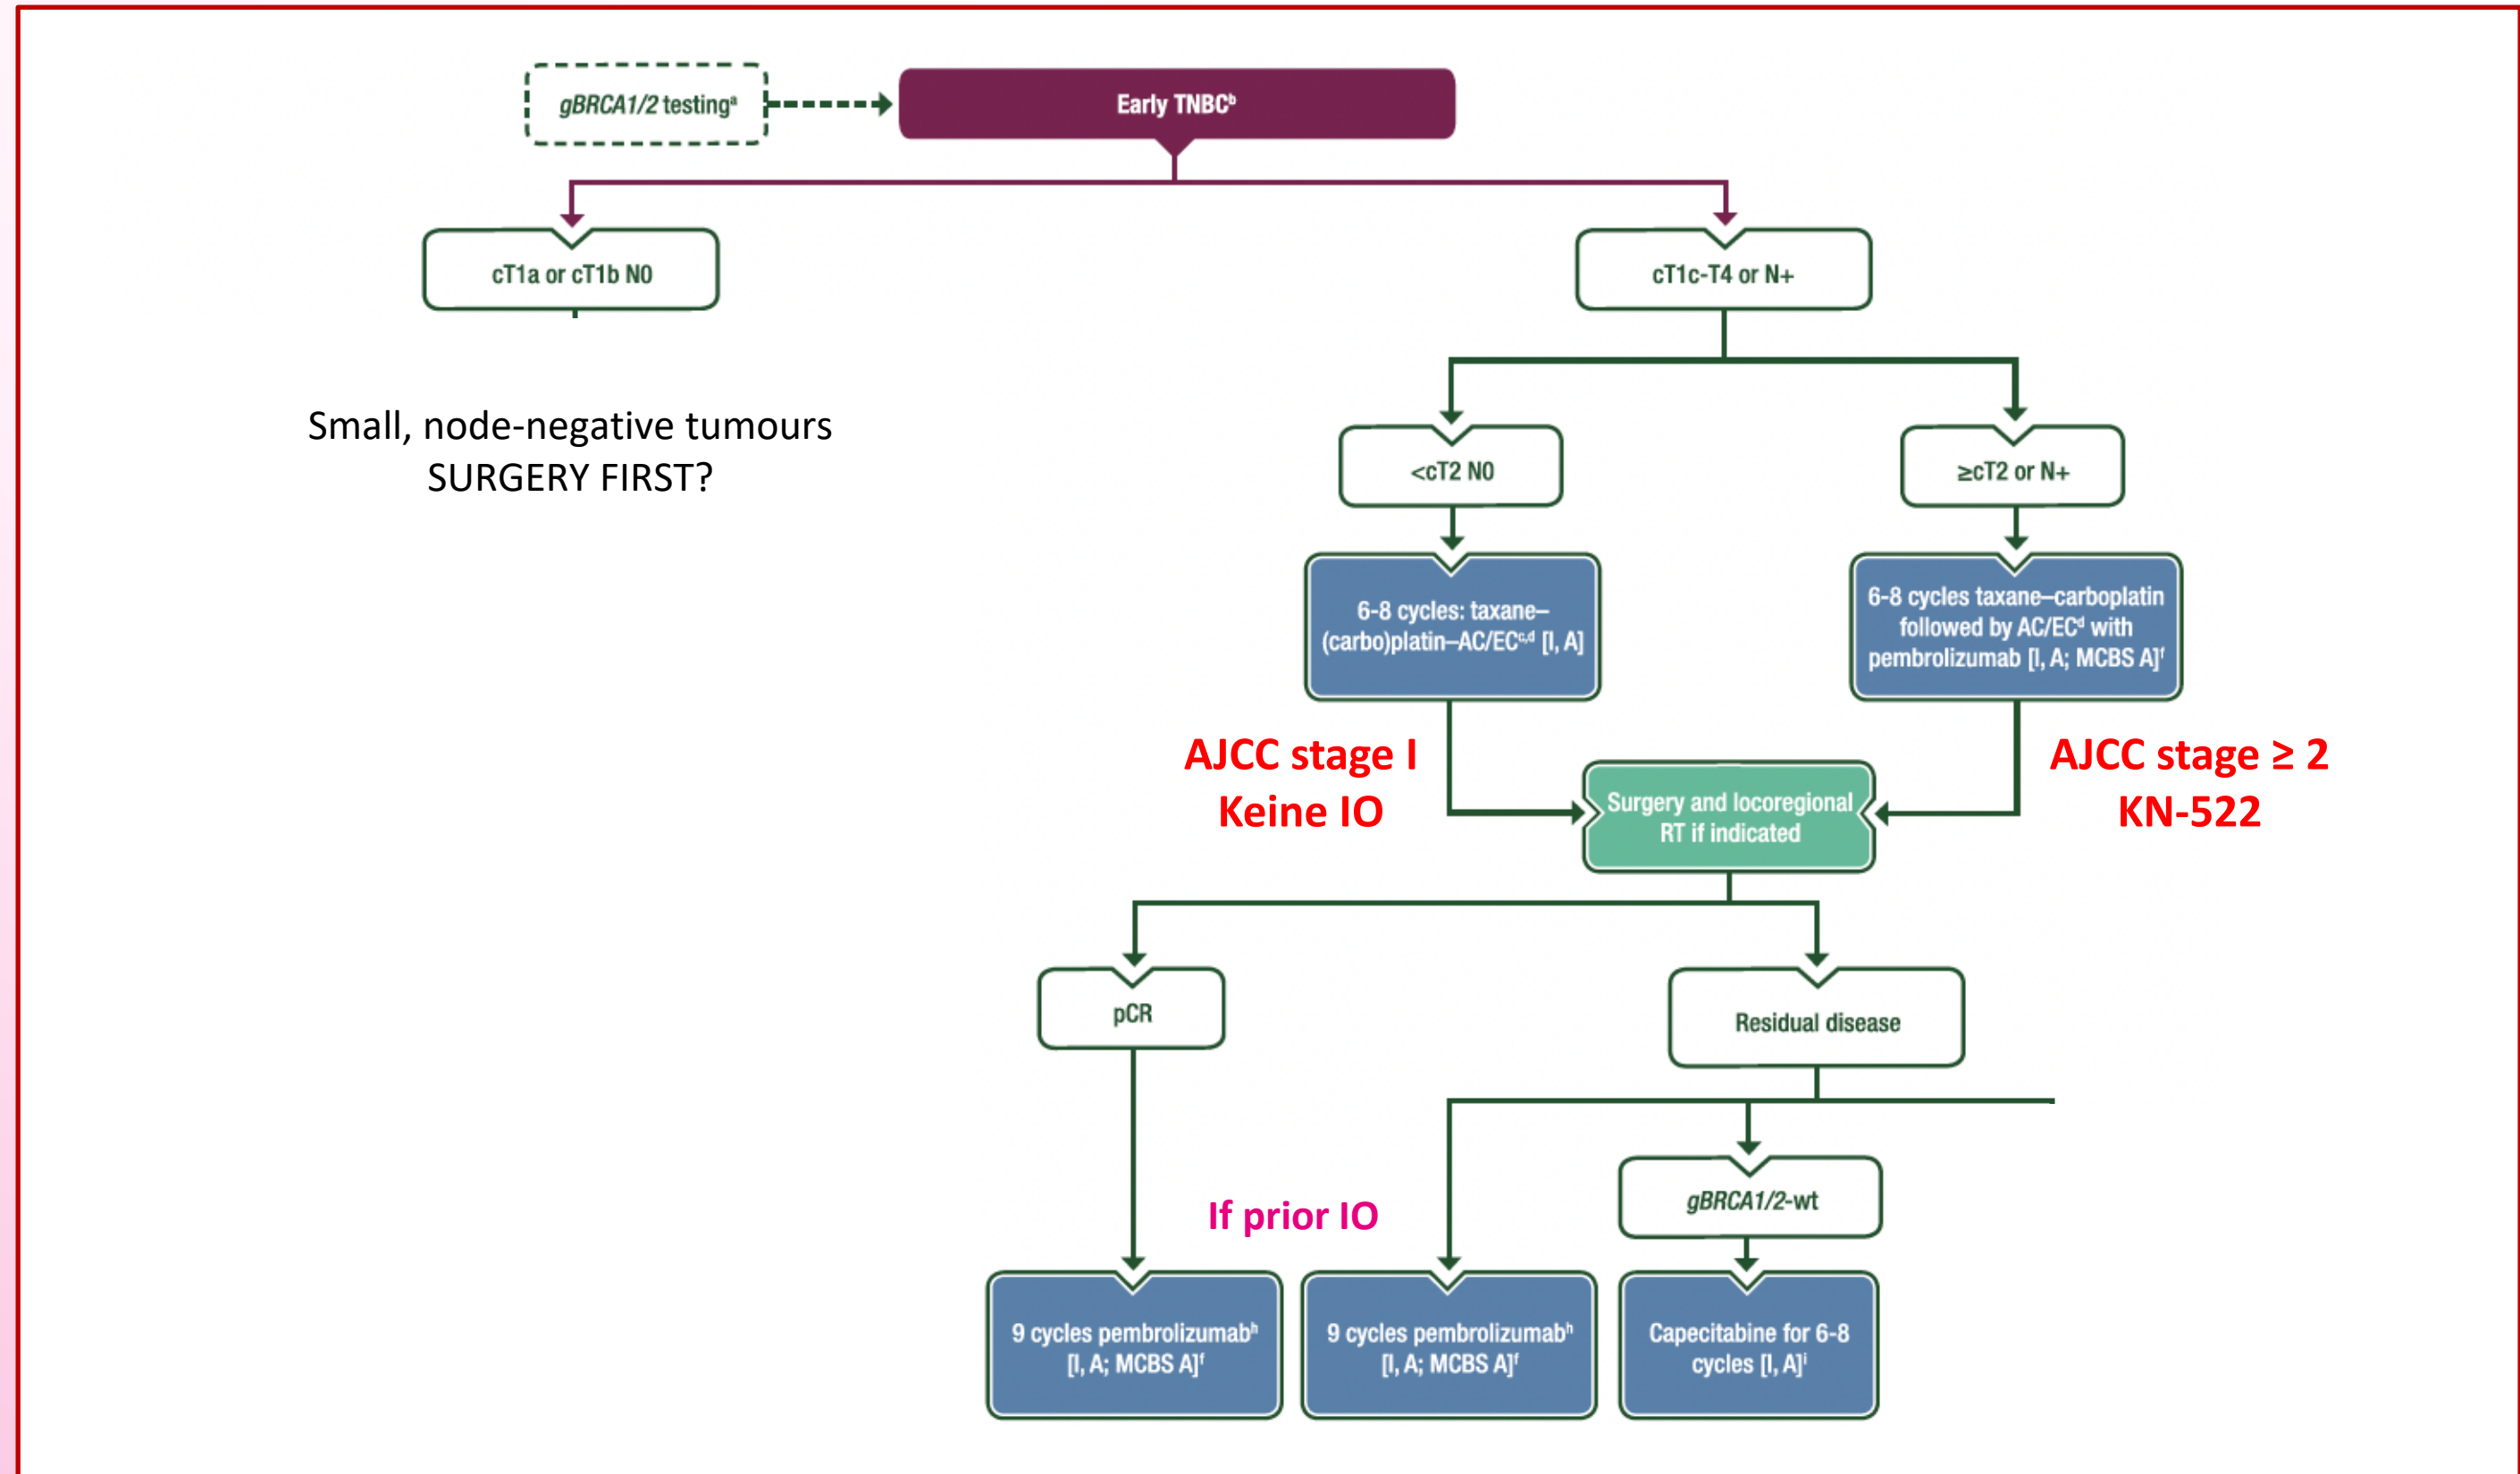 gBRCA1/2 testingᵃ
Early TNBCᵇ
cT1a or cT1b N0
cT1c-T4 or N+
Small, node-negative tumours
SURGERY FIRST?
<cT2 N0
≥cT2 or N+
6-8 cycles: taxane–
(carbo)platin–AC/ECᶜ,ᵈ [I, A]
6-8 cycles taxane–carboplatin
followed by AC/ECᵈ with
pembrolizumab [I, A; MCBS A]ᶠ
AJCC stage I
Keine IO
Surgery and locoregional
RT if indicated
AJCC stage ≥ 2
KN-522
pCR
Residual disease
If prior IO
gBRCA1/2-wt
9 cycles pembrolizumabʰ
[I, A; MCBS A]ᶠ
9 cycles pembrolizumabʰ
[I, A; MCBS A]ᶠ
Capecitabine for 6-8
cycles [I, A]ⁱ